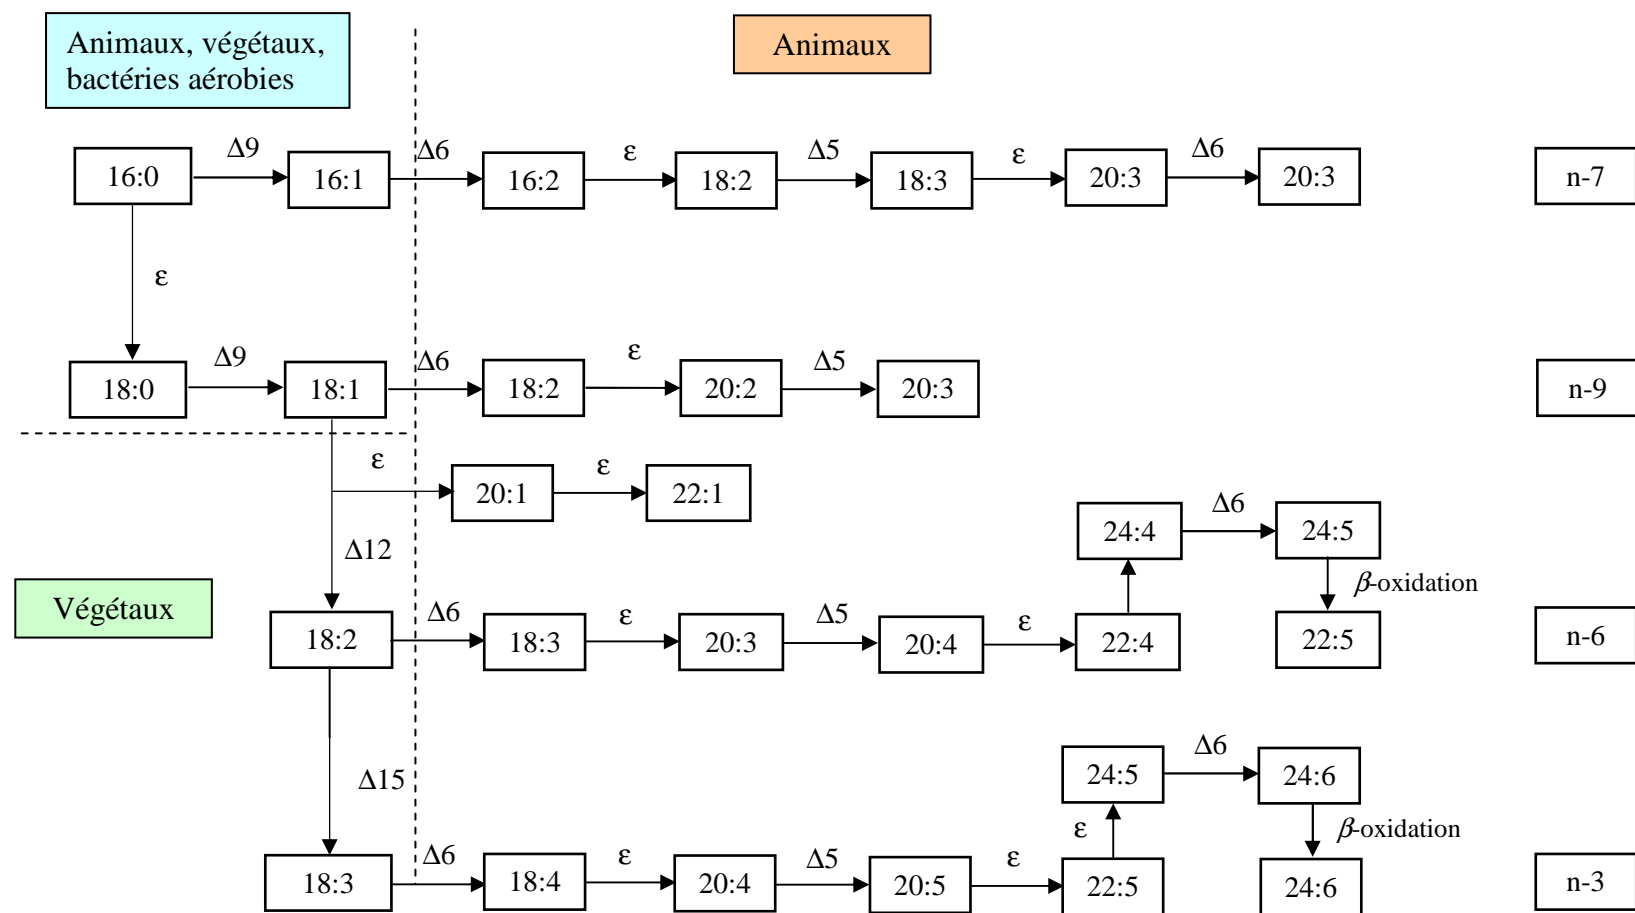 Animaux, végétaux,
bactéries aérobies
Animaux
Δ9
Δ6
ε
Δ5
ε
Δ6
16:0
16:1
16:2
18:2
18:3
20:3
20:3
n-7
ε
Δ9
Δ6
ε
Δ5
18:0
18:1
18:2
20:2
20:3
n-9
ε
ε
20:1
22:1
Δ6
24:4
24:5
Δ12
β-oxidation
Végétaux
Δ6
ε
Δ5
ε
18:2
18:3
20:3
20:4
22:4
22:5
n-6
Δ6
Δ15
24:5
24:6
ε
β-oxidation
Δ6
ε
Δ5
ε
18:3
18:4
20:4
20:5
22:5
24:6
n-3